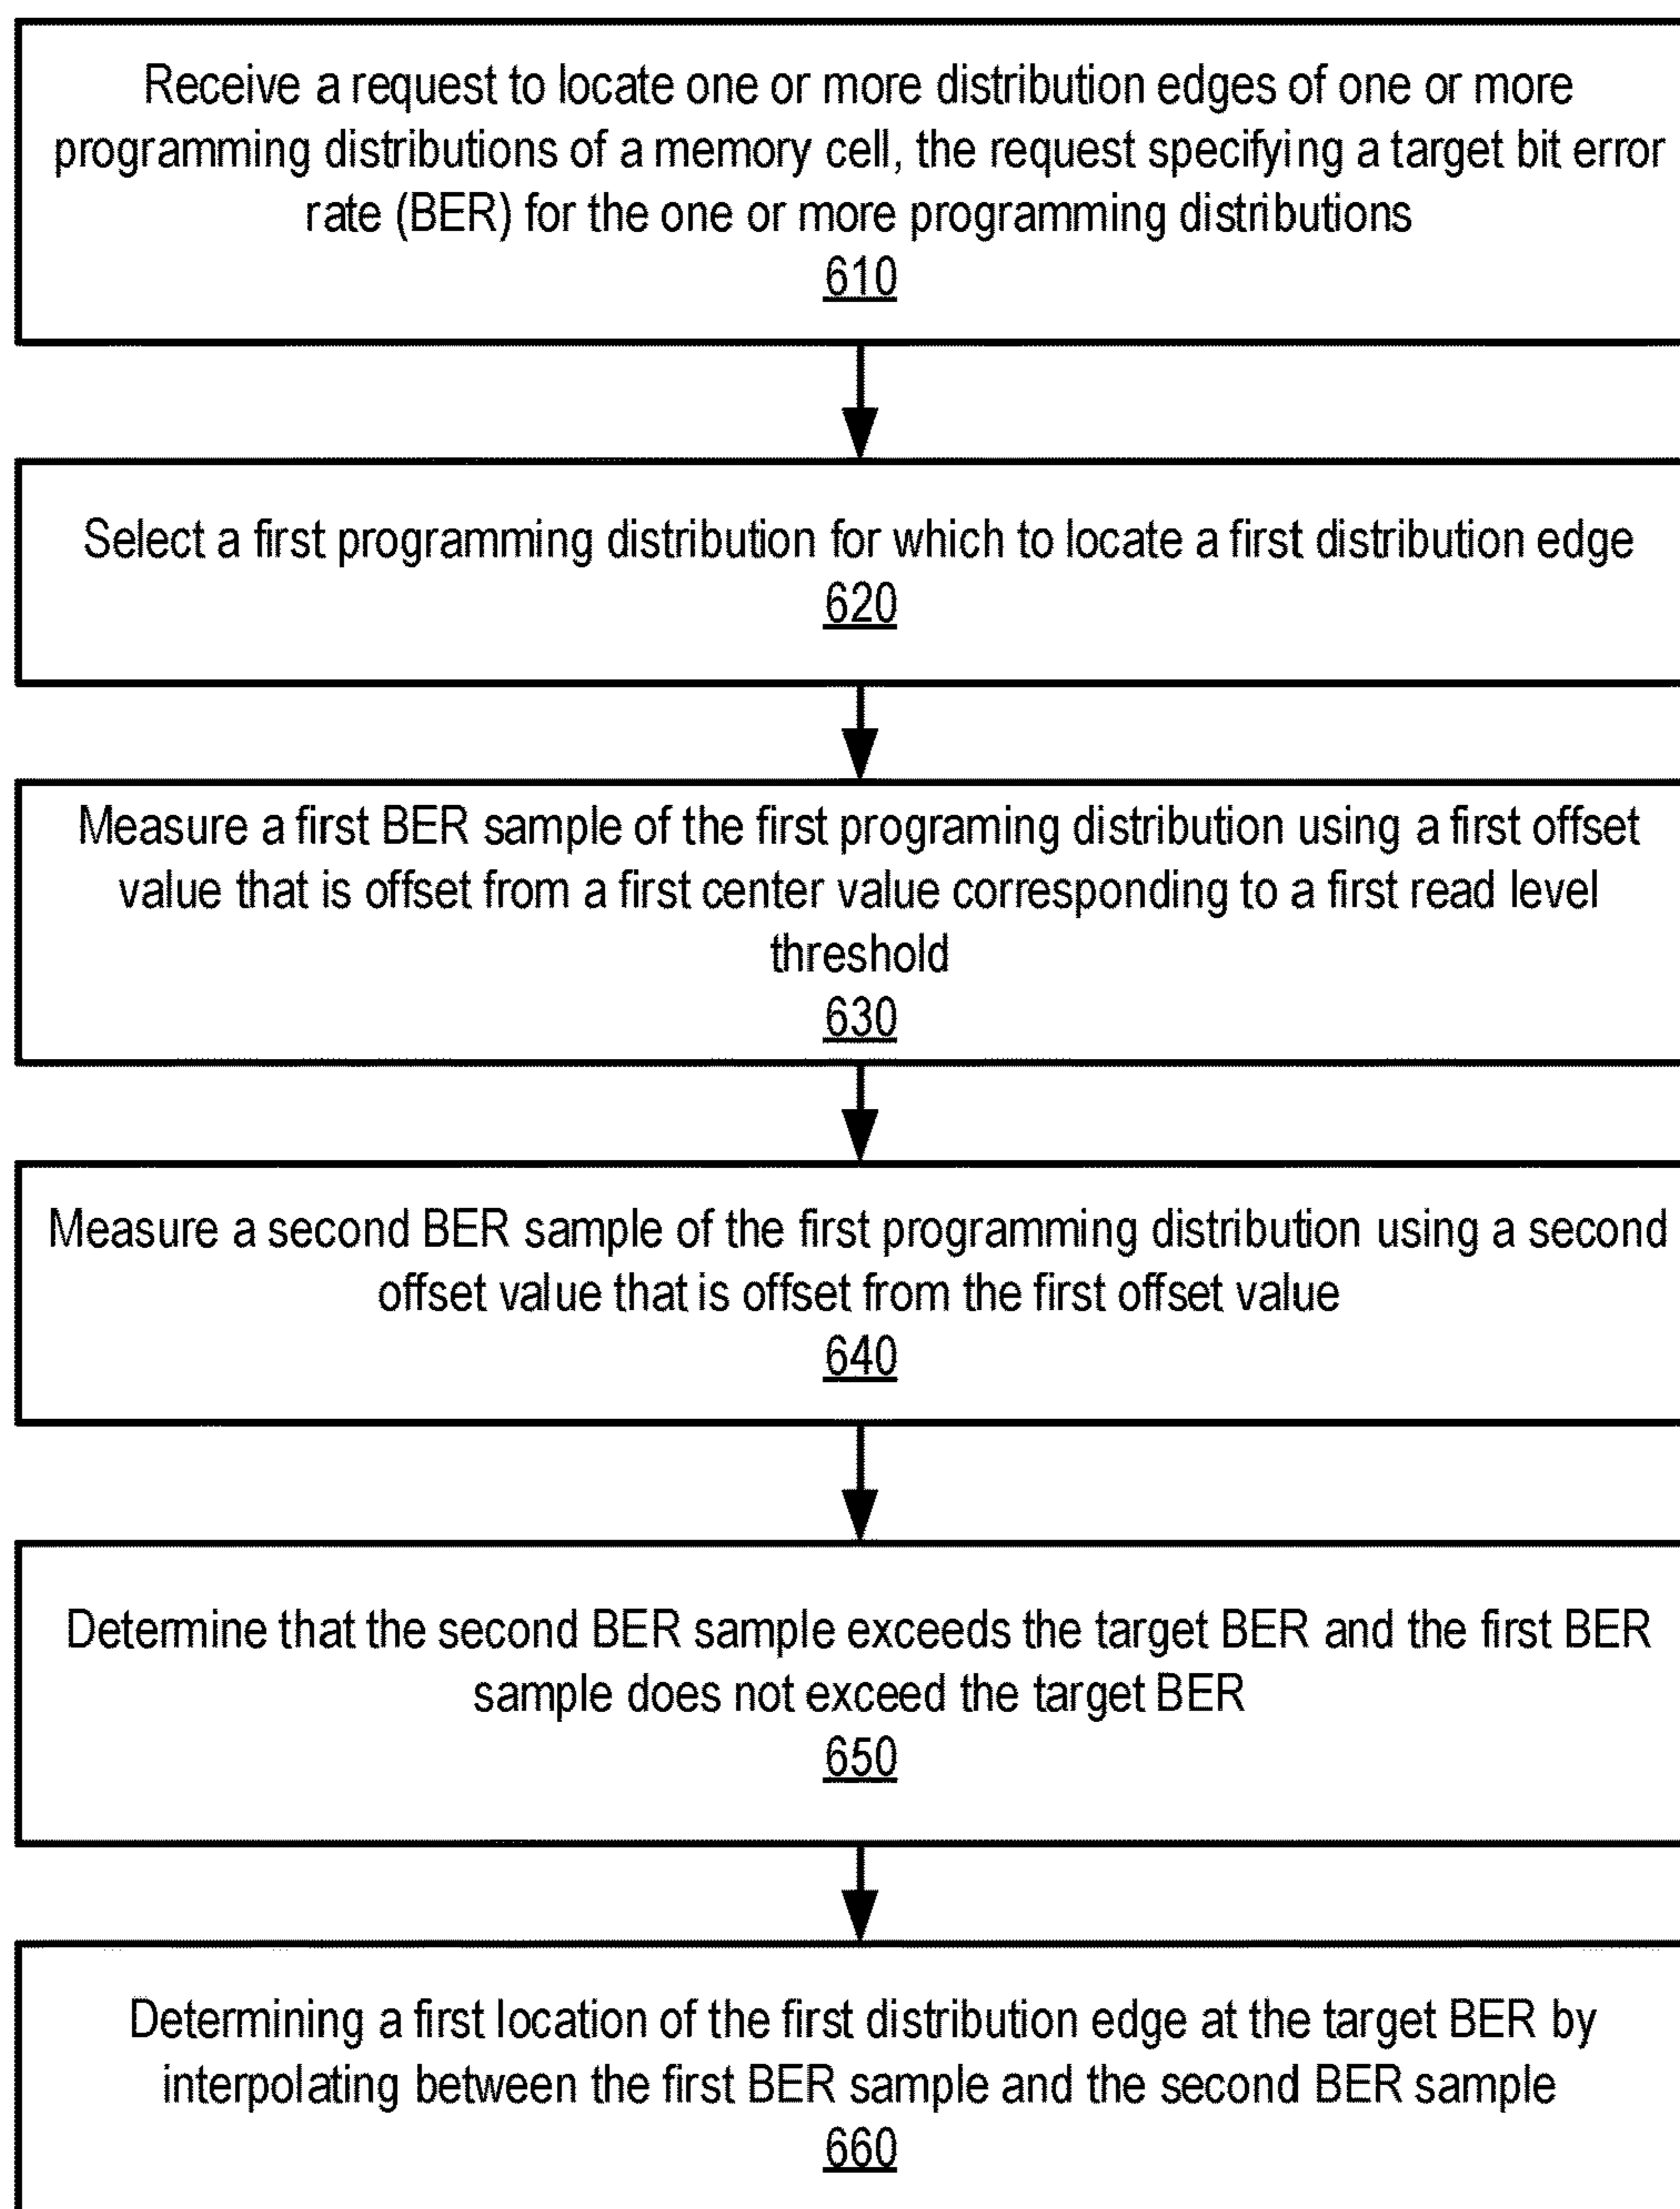 Receive a request to locate one or more distribution edges of one or more
programming distributions of a memory cell, the request specifying a target bit error
rate (BER) for the one or more programming distributions
610
Select a first programming distribution for which to locate a first distribution edge
620
Measure a first BER sample of the first programing distribution using a first offset
value that is offset from a first center value corresponding to a first read level
threshold
630
Measure a second BER sample of the first programming distribution using a second
offset value that is offset from the first offset value
640
Determine that the second BER sample exceeds the target BER and the first BER
sample does not exceed the target BER
650
Determining a first location of the first distribution edge at the target BER by
interpolating between the first BER sample and the second BER sample
660